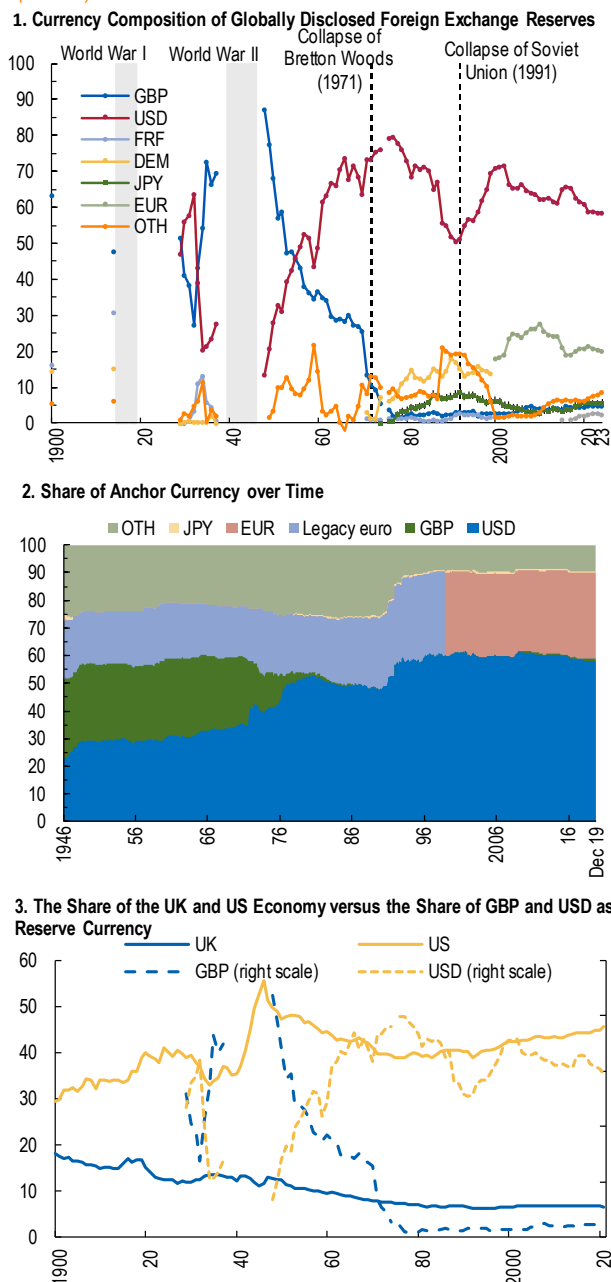 1. Currency Composition of Globally Disclosed Foreign Exchange Reserves
World War I
World War II
Collapse of
Bretton Woods
(1971)
Collapse of Soviet
Union (1991)
100
90
80
70
60
50
40
30
20
10
0
GBP
USD
FRF
DEM
JPY
EUR
OTH
1900
20
40
60
80
2000
22
23
2. Share of Anchor Currency over Time
OTH
JPY
EUR
Legacy euro
GBP
USD
100
90
80
70
60
50
40
30
20
10
0
1946
56
66
76
86
96
2006
16
Dec 19
3. The Share of the UK and US Economy versus the Share of GBP and USD as
Reserve Currency
UK
US
GBP (right scale)
USD (right scale)
60
50
40
30
20
10
0
1900
20
40
60
80
2000
20